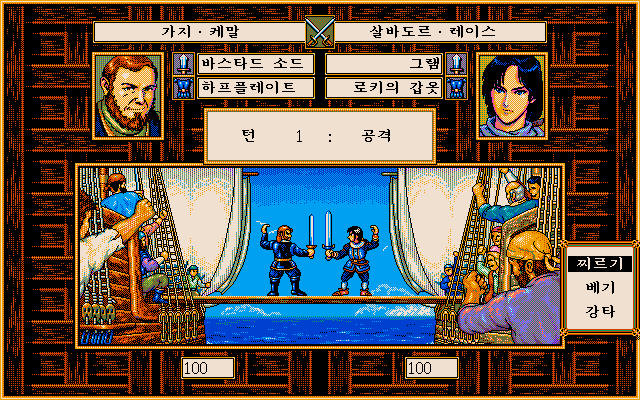 가지·케말
살바도르·레이스
바스타드 소드
그램
하프플레이트
로키의 갑옷
턴 1 : 공격
찌르기
베기
강타
100
100